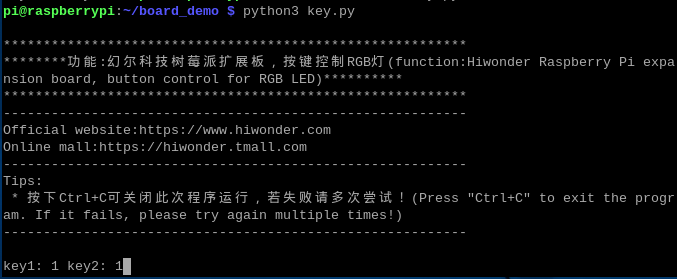 pi@raspberrypi:~/board_demo $ python3 key.py
**********************************************************
********功能:幻尔科技树莓派扩展板，按键控制RGB灯(function:Hiwonder Raspberry Pi expa
nsion board, button control for RGB LED)**********
**********************************************************
----------------------------------------------------------
Official website:https://www.hiwonder.com
Online mall:https://hiwonder.tmall.com
----------------------------------------------------------
Tips:
 * 按下Ctrl+C可关闭此次程序运行，若失败请多次尝试！(Press "Ctrl+C" to exit the progr
am. If it fails, please try again multiple times!)
----------------------------------------------------------
key1: 1 key2: 1